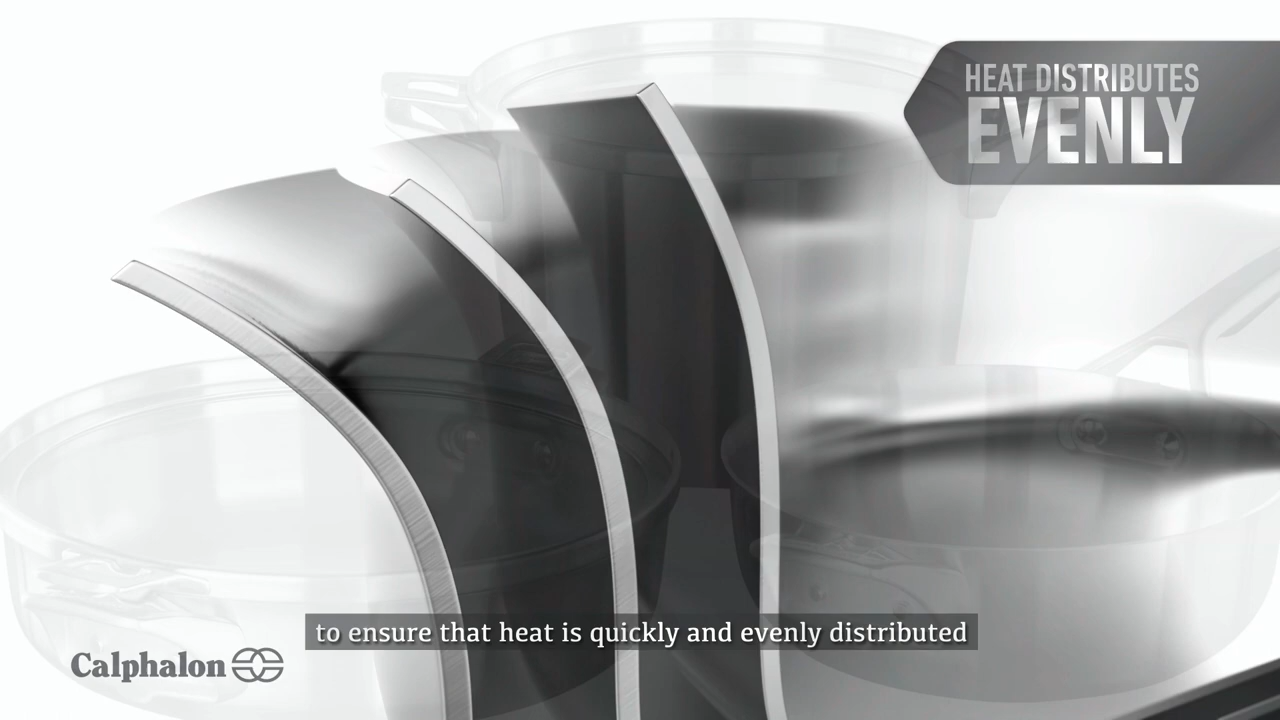 HEAT DISTRIBUTES
EVENLY
to ensure that heat is quickly and evenly distributed
Calphalon